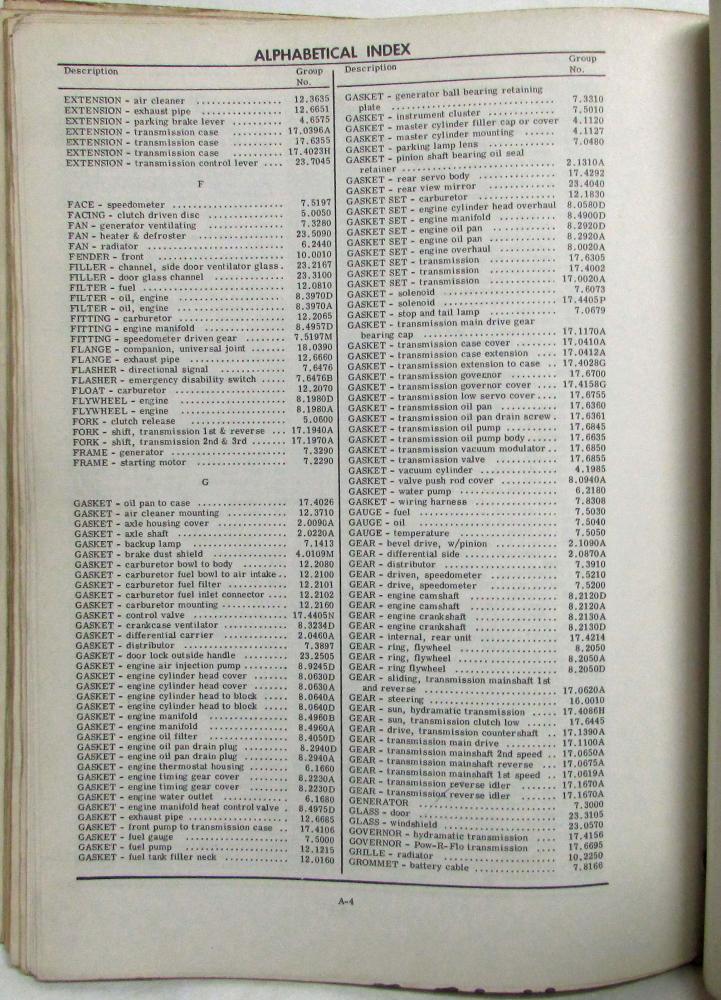 ALPHABETICAL INDEX
Description Group No.
EXTENSION - air cleaner ................ 12.3635
EXTENSION - exhaust pipe ............... 12.6651
EXTENSION - parking brake lever ........ 4.6575
EXTENSION - transmission case .......... 17.0396A
EXTENSION - transmission case .......... 17.6355
EXTENSION - transmission case .......... 17.4023H
EXTENSION - transmission control lever .... 23.7045
F
FACE - speedometer ..................... 7.5197
FACING - clutch driven disc ............ 5.0050
FAN - generator ventilating ............ 7.3280
FAN - heater & defroster ............... 23.5090
FAN - radiator ......................... 6.2440
FENDER - front ......................... 10.0010
FILLER - channel, side door ventilator glass. 23.2167
FILLER - door glass channel ............ 23.3100
FILTER - fuel .......................... 12.0810
FILTER - oil, engine ................... 8.3970D
FILTER - oil, engine ................... 8.3970A
FITTING - carburetor ................... 12.2065
FITTING - engine manifold .............. 8.4957D
FITTING - speedometer driven gear ...... 7.5197M
FLANGE - companion, universal joint .... 18.0390
FLANGE - exhaust pipe .................. 12.6660
FLASHER - directional signal ........... 7.6476
FLASHER - emergency disability switch ..... 7.6476B
FLOAT - carburetor ..................... 12.2070
FLYWHEEL - engine ...................... 8.1980D
FLYWHEEL - engine ...................... 8.1980A
FORK - clutch release .................. 5.0600
FORK - shift, transmission 1st & reverse ... 17.1940A
FORK - shift, transmission 2nd & 3rd ....... 17.1970A
FRAME - generator ...................... 7.3290
FRAME - starting motor ................. 7.2290
G
GASKET - oil pan to case ............... 17.4026
GASKET - air cleaner mounting .......... 12.3710
GASKET - axle housing cover ............ 2.0090A
GASKET - axle shaft .................... 2.0220A
GASKET - backup lamp ................... 7.1413
GASKET - brake dust shield ............. 4.0109M
GASKET - carburetor bowl to body ....... 12.2080
GASKET - carburetor fuel bowl to air intake .. 12.2100
GASKET - carburetor fuel filter ........ 12.2101
GASKET - carburetor fuel inlet connector .... 12.2102
GASKET - carburetor mounting ........... 12.2160
GASKET - control valve ................. 17.4405N
GASKET - crankcase ventilator .......... 8.3234D
GASKET - differential carrier .......... 2.0460A
GASKET - distributor ................... 7.3897
GASKET - door lock outside handle ...... 23.2505
GASKET - engine air injection pump ..... 8.9245D
GASKET - engine cylinder head cover .... 8.0630D
GASKET - engine cylinder head cover .... 8.0630A
GASKET - engine cylinder head to block ..... 8.0640A
GASKET - engine cylinder head to block ..... 8.0640D
GASKET - engine manifold ............... 8.4960B
GASKET - engine manifold ............... 8.4960A
GASKET - engine oil filter ............. 8.4050D
GASKET - engine oil pan drain plug ..... 8.2940D
GASKET - engine oil pan drain plug ..... 8.2940A
GASKET - engine thermostat housing ..... 6.1660
GASKET - engine timing gear cover ...... 8.2230A
GASKET - engine timing gear cover ...... 8.2230D
GASKET - engine water outlet ........... 6.1680
GASKET - engine manifold heat control valve . 8.4975D
GASKET - exhaust pipe .................. 12.6685
GASKET - front pump to transmission case .. 17.4106
GASKET - fuel gauge .................... 7.5000
GASKET - fuel pump ..................... 12.1215
GASKET - fuel tank filler neck ......... 12.0160
Description Group No.
GASKET - generator ball bearing retaining
plate .............................. 7.3310
GASKET - instrument cluster ............ 7.5010
GASKET - master cylinder filler cap or cover 4.1120
GASKET - master cylinder mounting ...... 4.1127
GASKET - parking lamp lens ............. 7.0480
GASKET - pinion shaft bearing oil seal
retainer ........................... 2.1310A
GASKET - rear servo body ............... 17.4292
GASKET - rear view mirror .............. 23.4040
GASKET SET - carburetor ................ 12.1830
GASKET SET - engine cylinder head overhaul 8.0580D
GASKET SET - engine manifold ........... 8.4900D
GASKET SET - engine oil pan ............ 8.2920D
GASKET SET - engine oil pan ............ 8.2920A
GASKET SET - engine overhaul ........... 8.0020A
GASKET SET - transmission .............. 17.6305
GASKET SET - transmission .............. 17.4002
GASKET SET - transmission .............. 17.0020A
GASKET - solenoid ...................... 7.6073
GASKET - solenoid ...................... 17.4405P
GASKET - stop and tail lamp ............ 7.0679
GASKET - transmission main drive gear
bearing cap ........................ 17.1170A
GASKET - transmission case cover ....... 17.0410A
GASKET - transmission case extension .... 17.0412A
GASKET - transmission extension to case .. 17.4028G
GASKET - transmission governor ......... 17.6700
GASKET - transmission governor cover .... 17.4158G
GASKET - transmission low servo cover .... 17.6755
GASKET - transmission oil pan .......... 17.6360
GASKET - transmission oil pan drain screw . 17.6361
GASKET - transmission oil pump ......... 17.6845
GASKET - transmission oil pump body ...... 17.6635
GASKET - transmission vacuum modulator .. 17.6850
GASKET - transmission valve ............ 17.6855
GASKET - vacuum cylinder ............... 4.1985
GASKET - valve push rod cover .......... 8.0940A
GASKET - water pump .................... 6.2180
GASKET - wiring harness ................ 7.8308
GAUGE - fuel ........................... 7.5030
GAUGE - oil ............................ 7.5040
GAUGE - temperature .................... 7.5050
GEAR - bevel drive, w/pinion ........... 2.1090A
GEAR - differential side ............... 2.0870A
GEAR - distributor ..................... 7.3910
GEAR - driven, speedometer ............. 7.5210
GEAR - drive, speedometer .............. 7.5200
GEAR - engine camshaft ................. 8.2120D
GEAR - engine camshaft ................. 8.2120A
GEAR - engine crankshaft ............... 8.2130A
GEAR - engine crankshaft ............... 8.2130D
GEAR - internal, rear unit ............. 17.4214
GEAR - ring, flywheel .................. 8.2050
GEAR - ring, flywheel .................. 8.2050A
GEAR - ring flywheel ................... 8.2050D
GEAR - sliding, transmission mainshaft 1st
and reverse ........................ 17.0620A
GEAR - steering ........................ 16.0010
GEAR - sun, hydramatic transmission ..... 17.4086H
GEAR - sun, transmission clutch low ..... 17.6445
GEAR - drive, transmission countershaft .. 17.1390A
GEAR - transmission main drive ......... 17.1100A
GEAR - transmission mainshaft 2nd speed .. 17.0650A
GEAR - transmission mainshaft reverse ... 17.0675A
GEAR - transmission mainshaft 1st speed .. 17.0619A
GEAR - transmission reverse idler ...... 17.1670A
GEAR - transmission reverse idler ...... 17.1670A
GENERATOR .............................. 7.3000
GLASS - door ........................... 23.3105
GLASS - windshield ..................... 23.0570
GOVERNOR - hydramatic transmission .... 17.4156
GOVERNOR - Pow-R-Flo transmission .... 17.6695
GRILLE - radiator ...................... 10.2250
GROMMET - battery cable ................ 7.8166
A-4